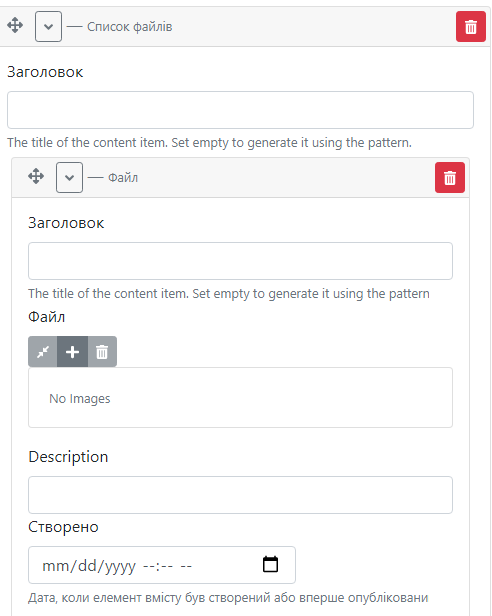 — Список файлів
Заголовок
The title of the content item. Set empty to generate it using the pattern.
— Файл
Заголовок
The title of the content item. Set empty to generate it using the pattern
Файл
No Images
Description
Створено
mm/dd/yyyy --:-- --
Дата, коли елемент вмісту був створений або вперше опубліковани